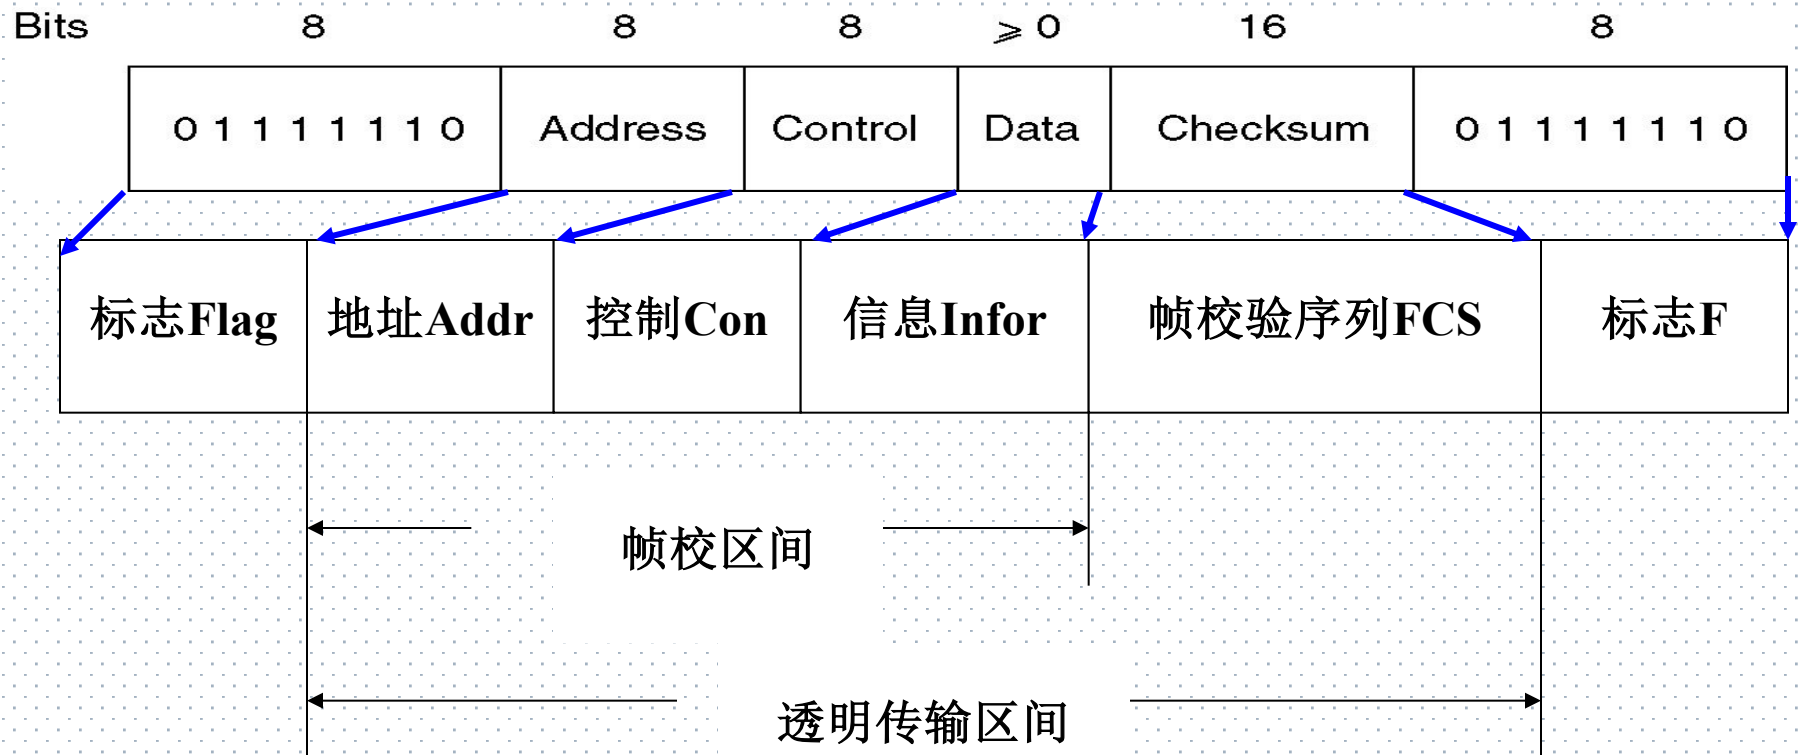 Bits 8 8 8 ⩾ 0 16 8
0 1 1 1 1 1 1 0 Address Control Data Checksum 0 1 1 1 1 1 1 0
标志Flag 地址Addr 控制Con 信息Infor 帧校验序列FCS 标志F
帧校区间
透明传输区间